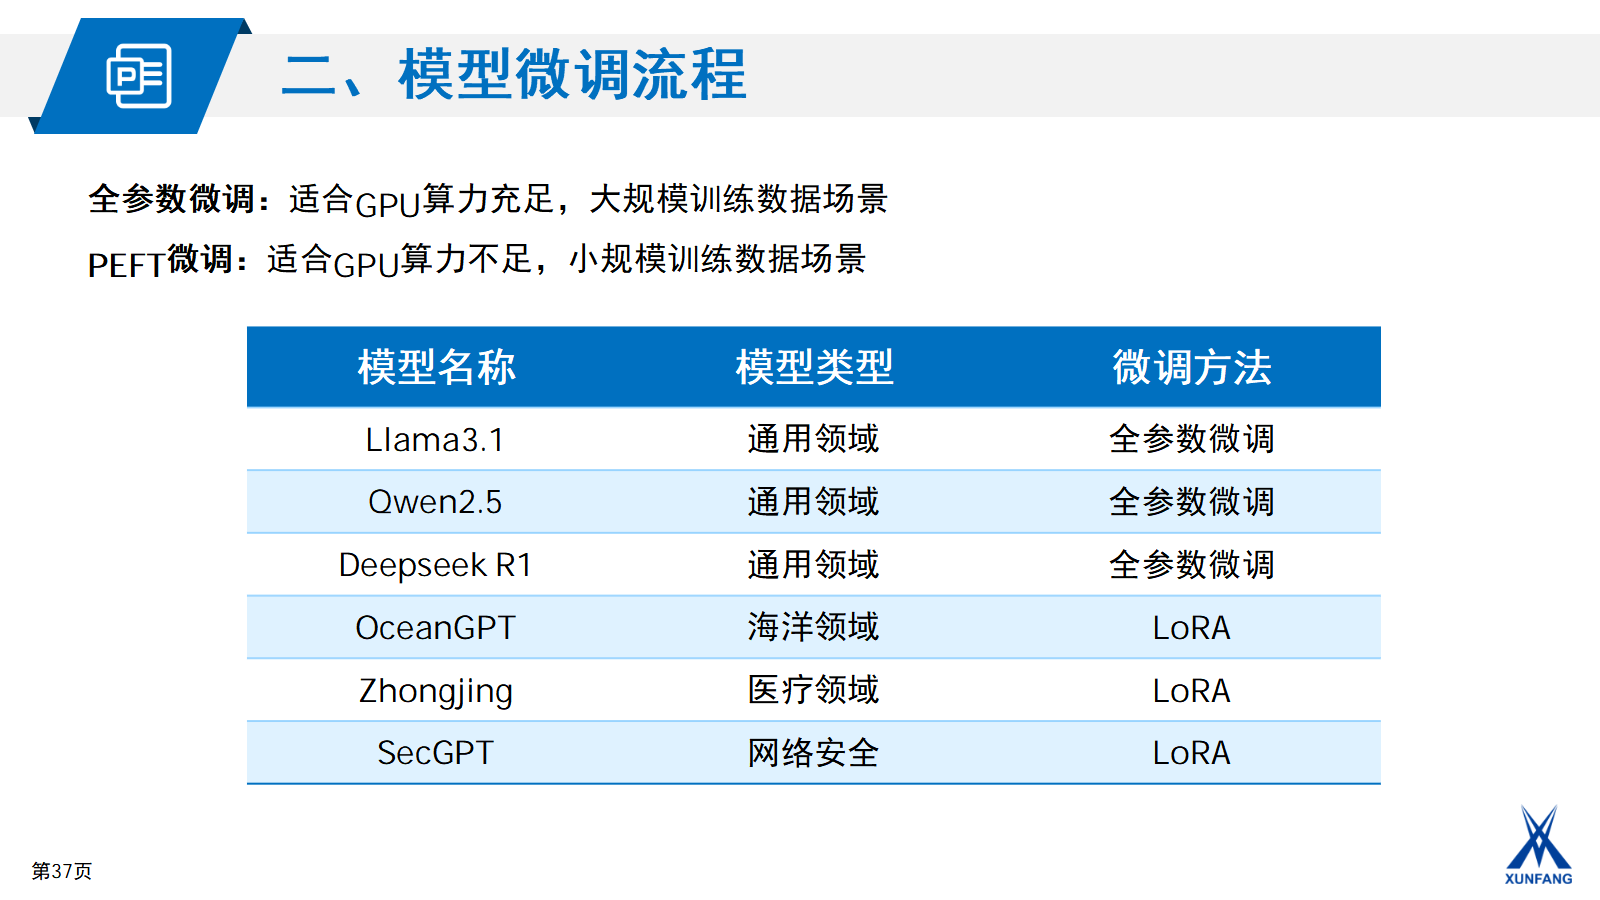 二、模型微调流程
全参数微调：适合GPU算力充足，大规模训练数据场景
PEFT微调：适合GPU算力不足，小规模训练数据场景
模型名称 模型类型 微调方法
Llama3.1 通用领域 全参数微调
Qwen2.5 通用领域 全参数微调
Deepseek R1 通用领域 全参数微调
OceanGPT 海洋领域 LoRA
Zhongjing 医疗领域 LoRA
SecGPT 网络安全 LoRA
第37页
XUNFANG